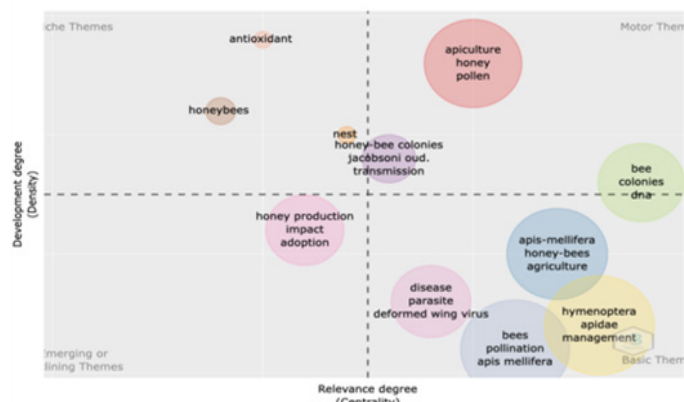 iche Themes
Motor Them
antioxidant
apiculture
honey
pollen
honeybees
nest
honey-bee colonies
jacobsoni oud.
transmission
bee
colonies
dna
Development degree
(Density)
honey production
impact
adoption
apis-mellifera
honey-bees
agriculture
disease
parasite
deformed wing virus
hymenoptera
apidae
management
bees
pollination
apis mellifera
Emerging or
lining Themes
Basic Them
Relevance degree
(Centrality)